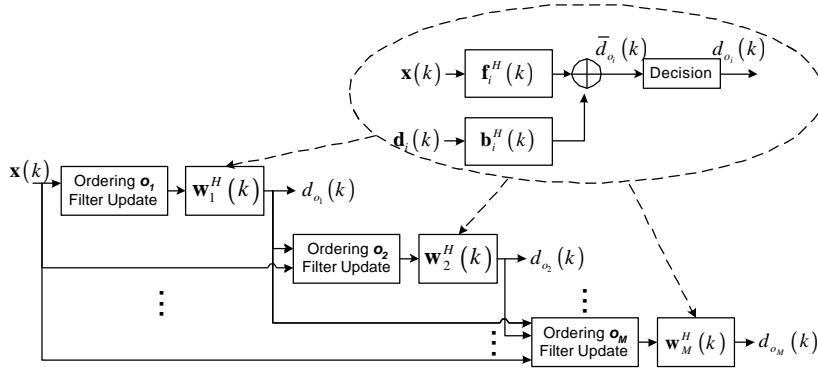 d̅_{o_i}(k) d_{o_i}(k)
x(k) f_i^H(k) Decision
d_i(k) b_i^H(k)
x(k)
Ordering o_1
Filter Update
w_1^H(k)
d_{o_1}(k)
Ordering o_2
Filter Update
w_2^H(k)
d_{o_2}(k)
Ordering o_M
Filter Update
w_M^H(k)
d_{o_M}(k)